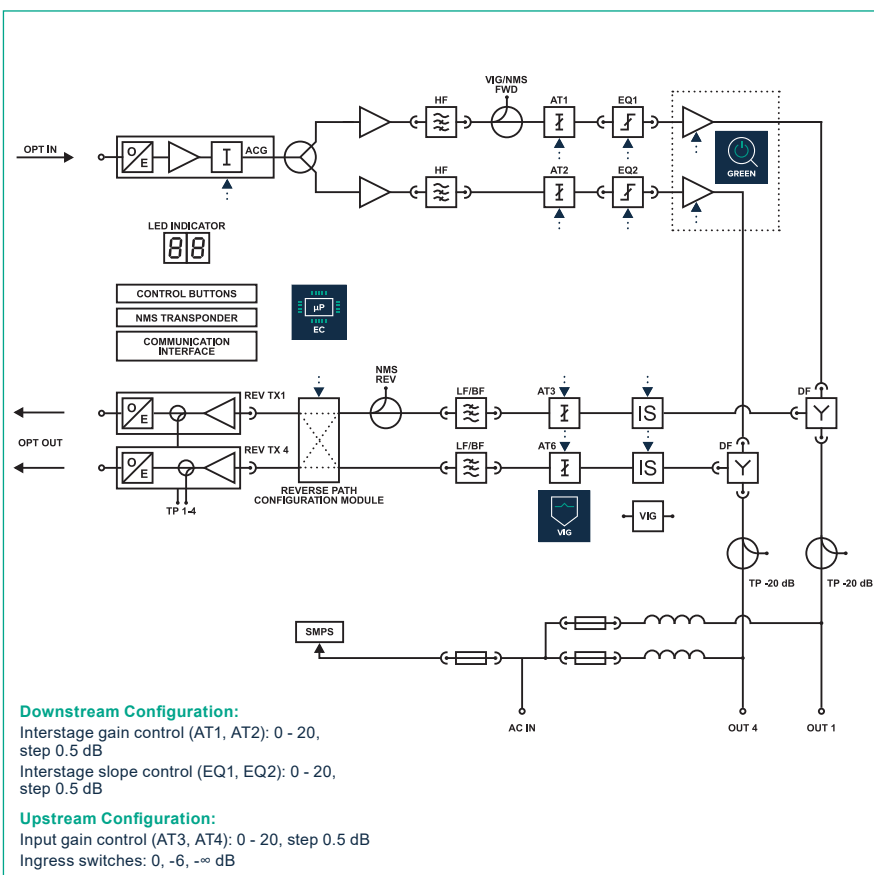 VIG/NMS
FWD
HF
AT1
EQ1
OPT IN
O
E
I
ACG
GREEN
HF
AT2
EQ2
LED INDICATOR
88
CONTROL BUTTONS
NMS TRANSPONDER
COMMUNICATION
INTERFACE
µP
EC
NMS
REV
REV TX1
LF/BF
AT3
IS
DF
Y
O
E
OPT OUT
REV TX 4
LF/BF
AT6
IS
DF
Y
O
E
TP 1-4
REVERSE PATH
CONFIGURATION MODULE
VIG
VIG
TP -20 dB
TP -20 dB
SMPS
AC IN
OUT 4
OUT 1
Downstream Configuration:
Interstage gain control (AT1, AT2): 0 - 20,
step 0.5 dB
Interstage slope control (EQ1, EQ2): 0 - 20,
step 0.5 dB
Upstream Configuration:
Input gain control (AT3, AT4): 0 - 20, step 0.5 dB
Ingress switches: 0, -6, -∞ dB